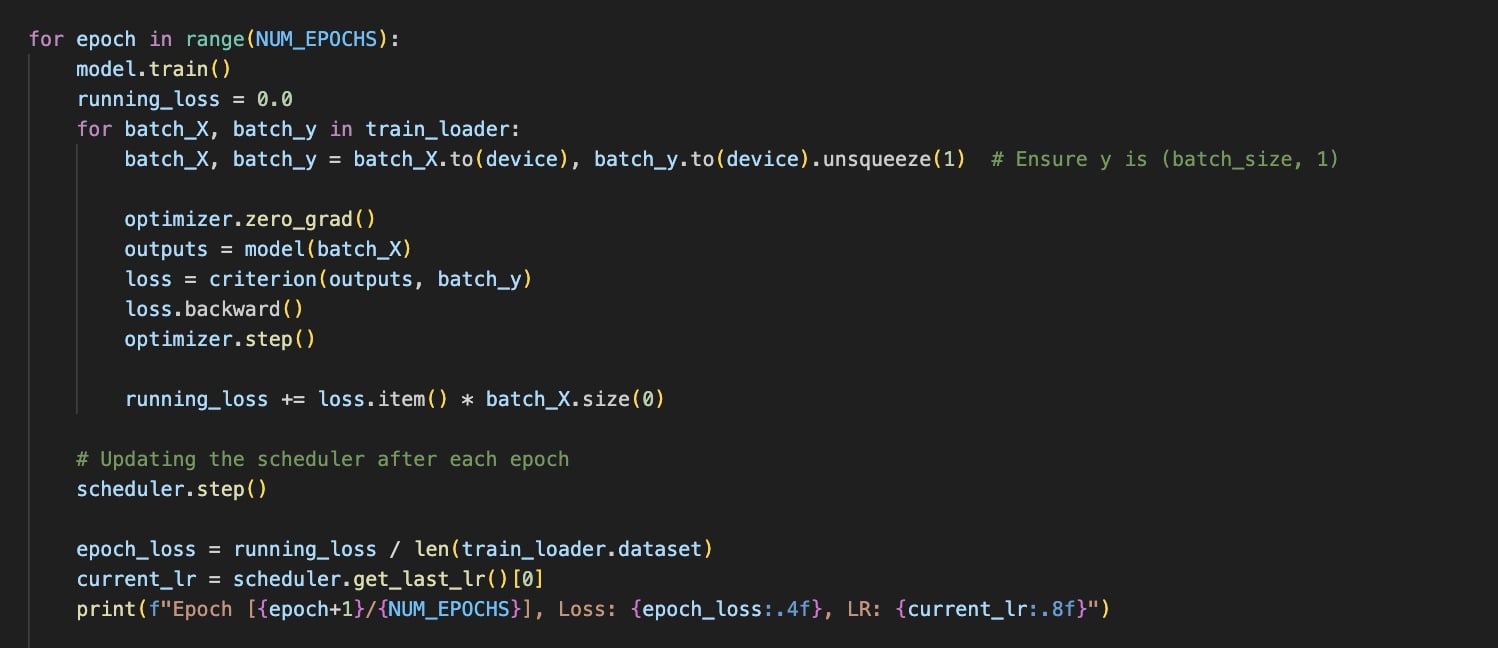 for epoch in range(NUM_EPOCHS):
    model.train()
    running_loss = 0.0
    for batch_X, batch_y in train_loader:
        batch_X, batch_y = batch_X.to(device), batch_y.to(device).unsqueeze(1)  # Ensure y is (batch_size, 1)

        optimizer.zero_grad()
        outputs = model(batch_X)
        loss = criterion(outputs, batch_y)
        loss.backward()
        optimizer.step()

        running_loss += loss.item() * batch_X.size(0)

    # Updating the scheduler after each epoch
    scheduler.step()

    epoch_loss = running_loss / len(train_loader.dataset)
    current_lr = scheduler.get_last_lr()[0]
    print(f"Epoch [{epoch+1}/{NUM_EPOCHS}], Loss: {epoch_loss:.4f}, LR: {current_lr:.8f}")